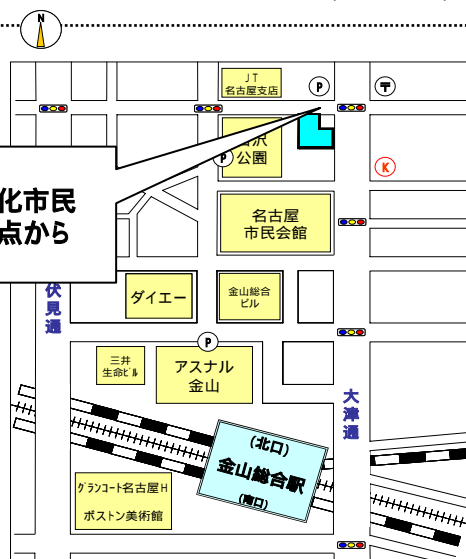 N
JT
名古屋支店
P
〒
公園
P
K
化市民
点から
名古屋
市民会館
伏見通
ダイエー
金山総合
ビル
P
三井
生命ビル
アスナル
金山
大津通
(北口)
金山総合駅
(南口)
グランコート名古屋H
ボストン美術館